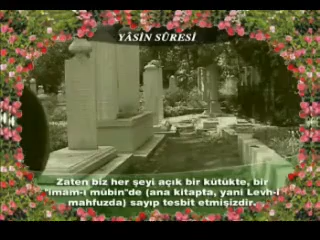 YÂSİN SÛRESİ
Zaten biz her şeyi açık bir kütükte, bir
"imam-ı mübin"de (ana kitapta, yani Levh-i
mahfuzda) sayıp tesbit etmişizdir.